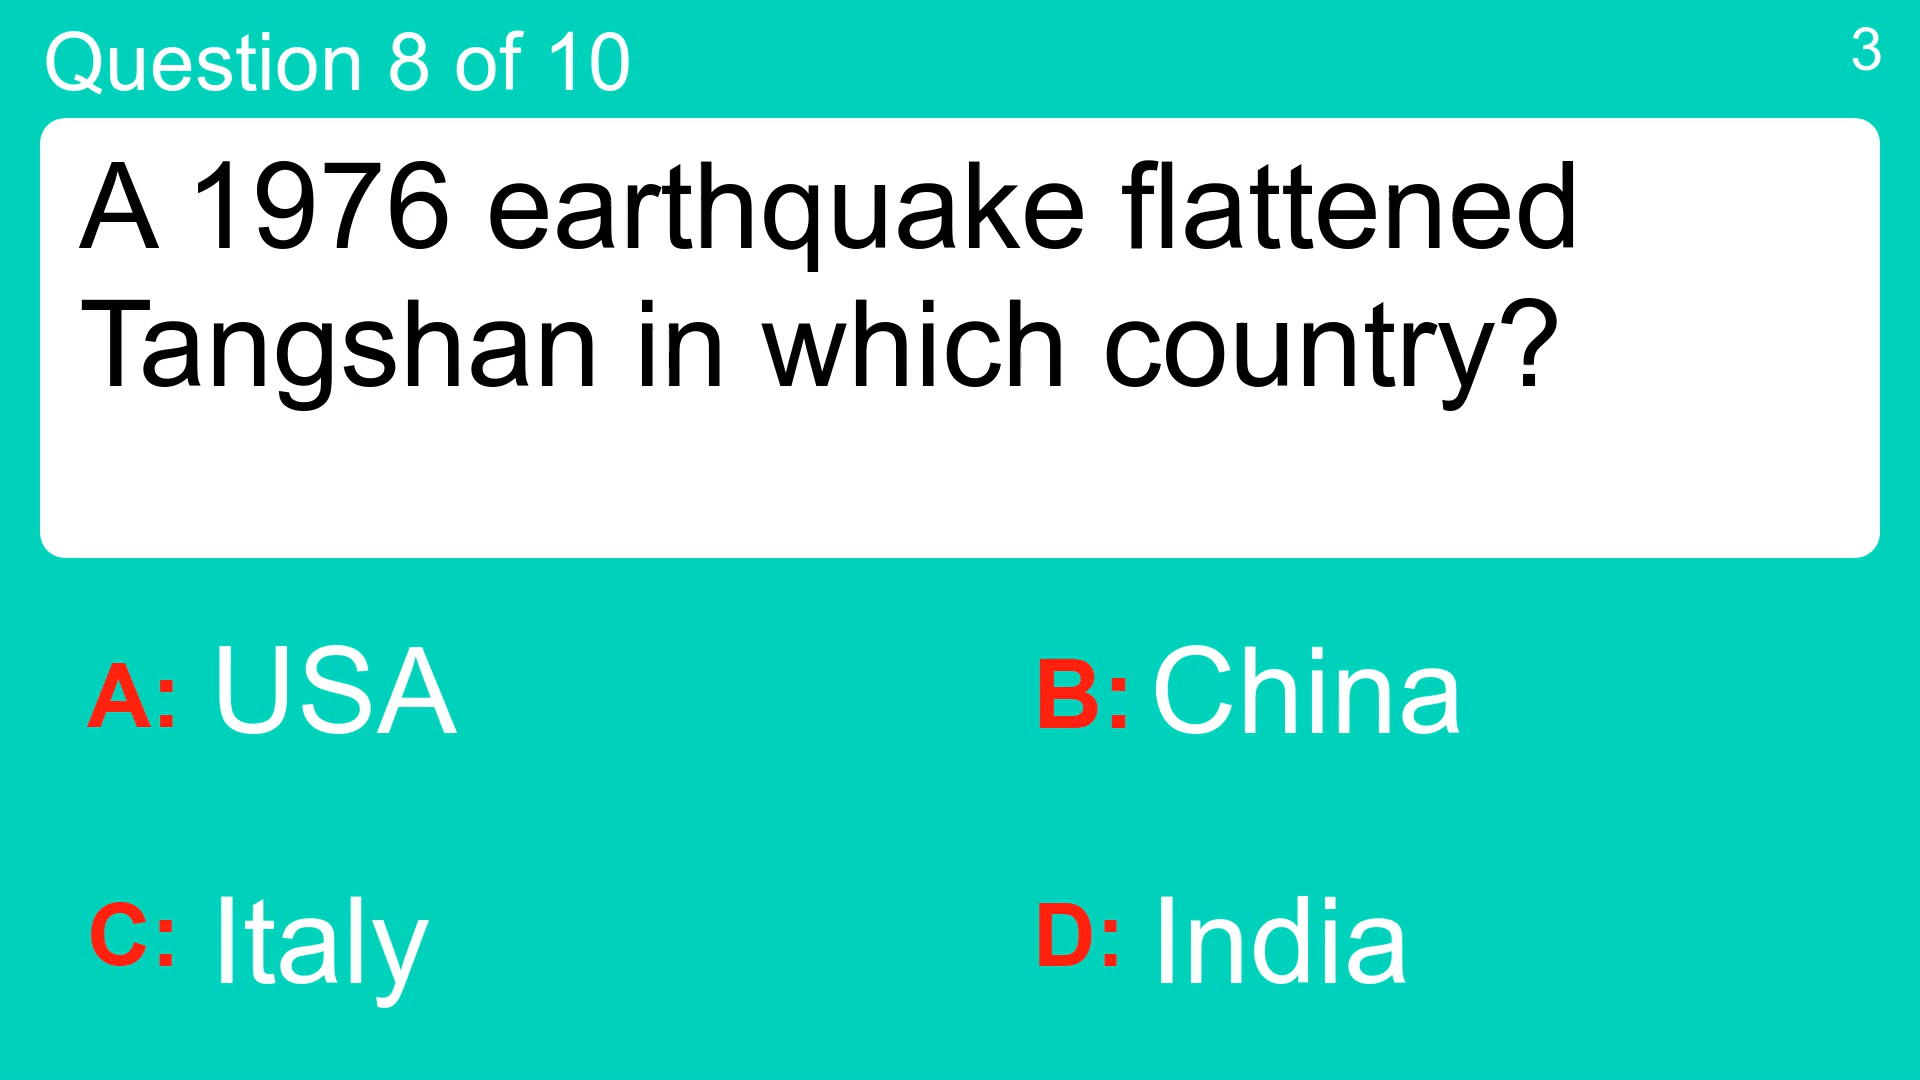 Question 8 of 10
3
A 1976 earthquake flattened
Tangshan in which country?
A: USA
B: China
C: Italy
D: India